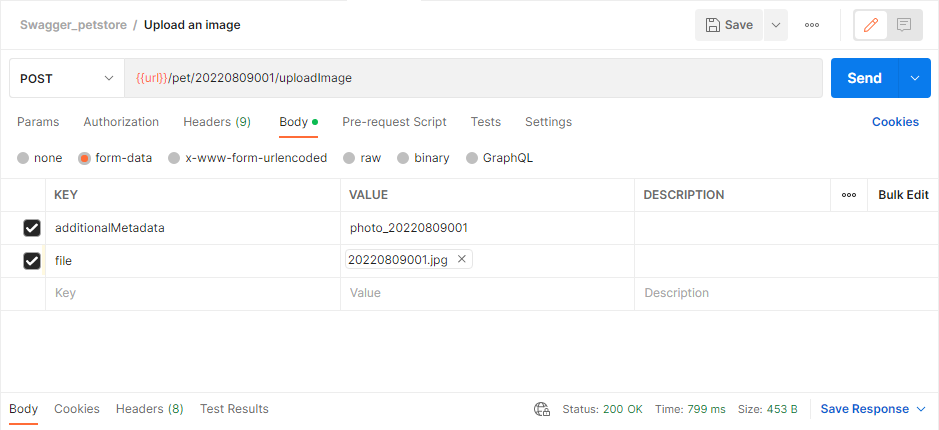 Swagger_petstore / Upload an image
Save
POST
{{url}}/pet/20220809001/uploadImage
Send
Params Authorization Headers (9) Body Pre-request Script Tests Settings Cookies
none form-data x-www-form-urlencoded raw binary GraphQL
KEY VALUE DESCRIPTION Bulk Edit
additionalMetadata photo_20220809001
file 20220809001.jpg
Key Value Description
Body Cookies Headers (8) Test Results Status: 200 OK Time: 799 ms Size: 453 B Save Response